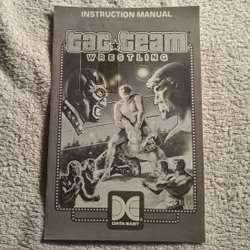 INSTRUCTION MANUAL
tag★team
WRESTLING
DATA EAST